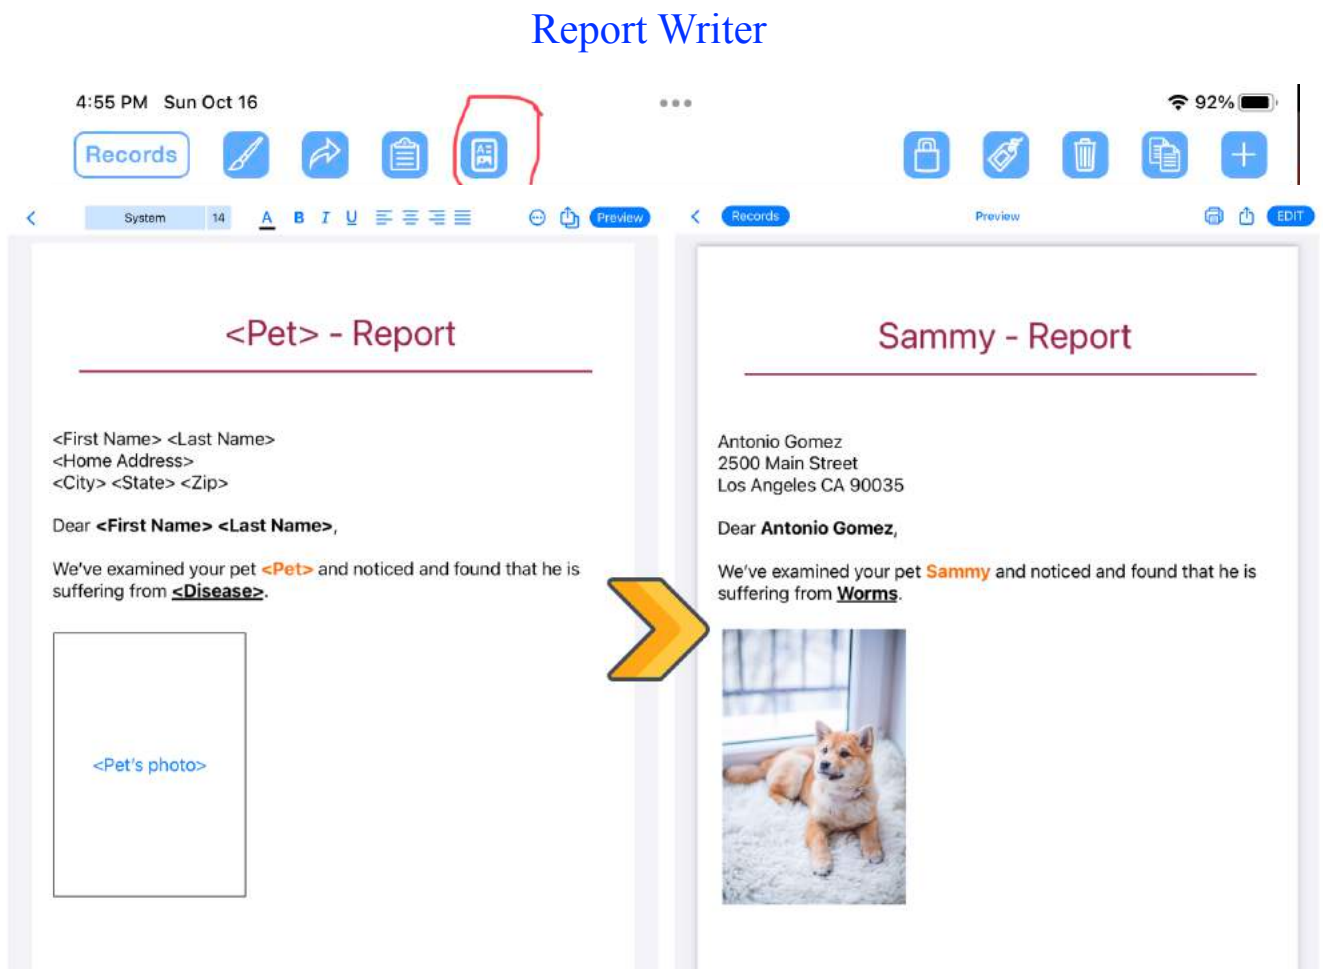 Report Writer
4:55 PM Sun Oct 16
92%
Records
System 14 A B I U Preview
Records Preview EDIT
<Pet> - Report
<First Name> <Last Name>
<Home Address>
<City> <State> <Zip>
Dear <First Name> <Last Name>,
We've examined your pet <Pet> and noticed and found that he is
suffering from <Disease>.
<Pet's photo>
Sammy - Report
Antonio Gomez
2500 Main Street
Los Angeles CA 90035
Dear Antonio Gomez,
We've examined your pet Sammy and noticed and found that he is
suffering from Worms.